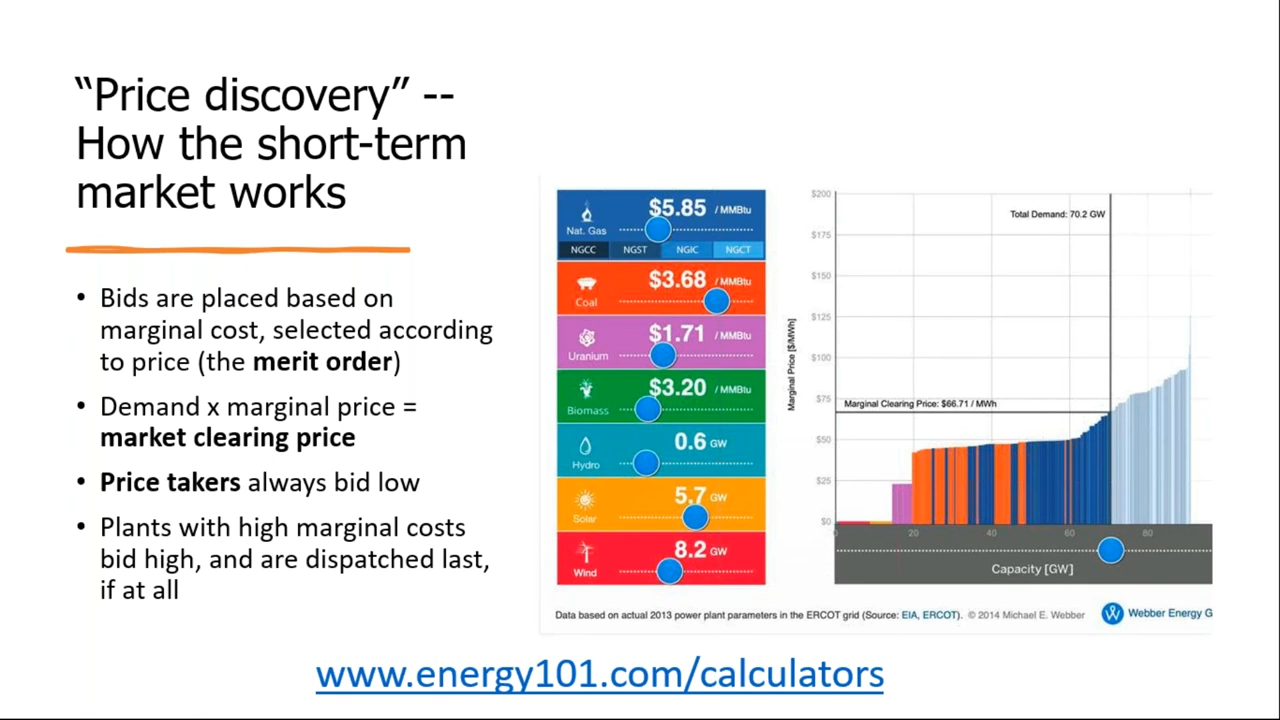 “Price discovery” --
How the short-term
market works
• Bids are placed based on
marginal cost, selected according
to price (the merit order)
• Demand x marginal price =
market clearing price
• Price takers always bid low
• Plants with high marginal costs
bid high, and are dispatched last,
if at all
$5.85 / MMBtu
Nat. Gas
NGCC NGST NGIC NGCT
$3.68 / MMBtu
Coal
$1.71 / MMBtu
Uranium
$3.20 / MMBtu
Biomass
0.6 GW
Hydro
5.7 GW
Solar
8.2 GW
Wind
Marginal Price [$/MWh]
$200
$175
$150
$125
$100
$75
$50
$25
$0
Total Demand: 70.2 GW
Marginal Clearing Price: $66.71 / MWh
0 20 40 60 80
Capacity [GW]
Data based on actual 2013 power plant parameters in the ERCOT grid (Source: EIA, ERCOT). © 2014 Michael E. Webber
Webber Energy G
www.energy101.com/calculators